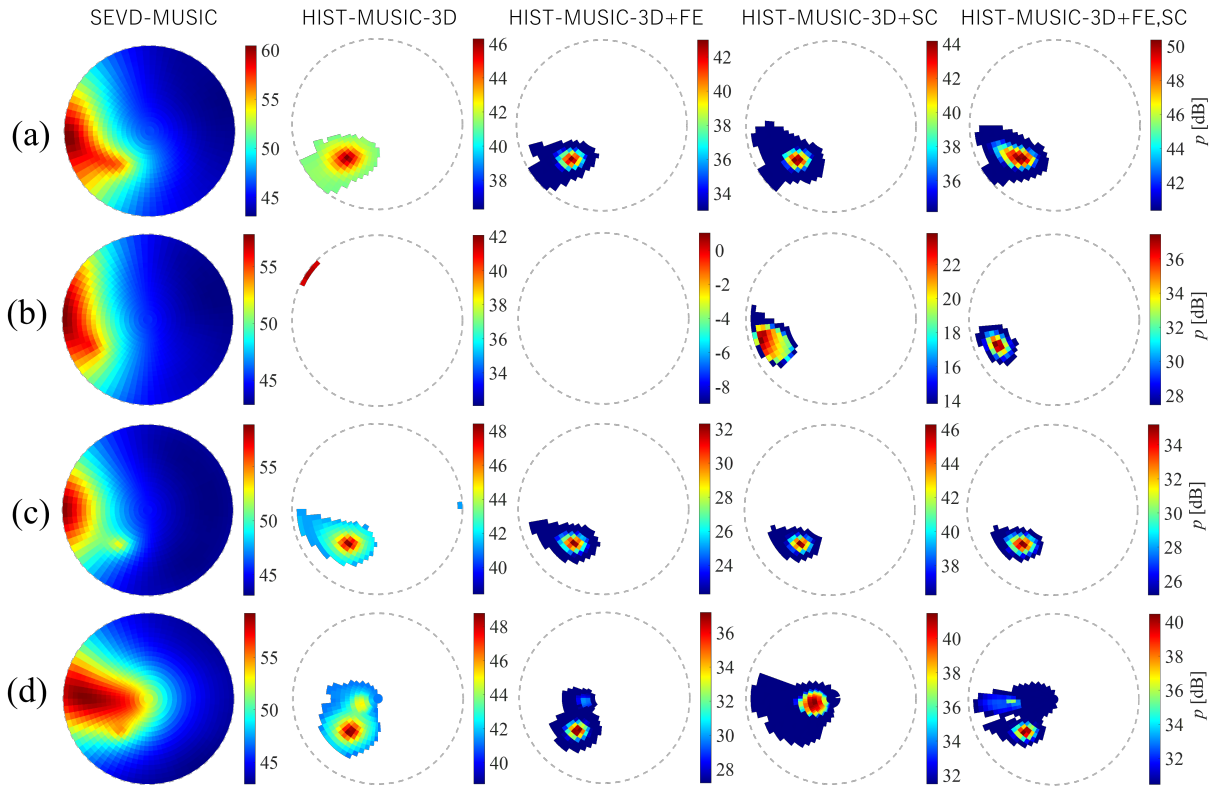 SEVD-MUSIC HIST-MUSIC-3D HIST-MUSIC-3D+FE HIST-MUSIC-3D+SC HIST-MUSIC-3D+FE,SC
(a)
60 55 50 45
46 44 42 40 38
42 40 38 36 34
44 42 40 38 36
50 48 46 44 42
p [dB]
(b)
55 50 45
42 40 38 36 34
0 -2 -4 -6 -8
22 20 18 16 14
36 34 32 30 28
p [dB]
(c)
55 50 45
48 46 44 42 40
32 30 28 26 24
46 44 42 40 38
34 32 30 28 26
p [dB]
(d)
55 50 45
48 46 44 42 40
36 34 32 30 28
40 38 36 34 32
40 38 36 34 32
p [dB]